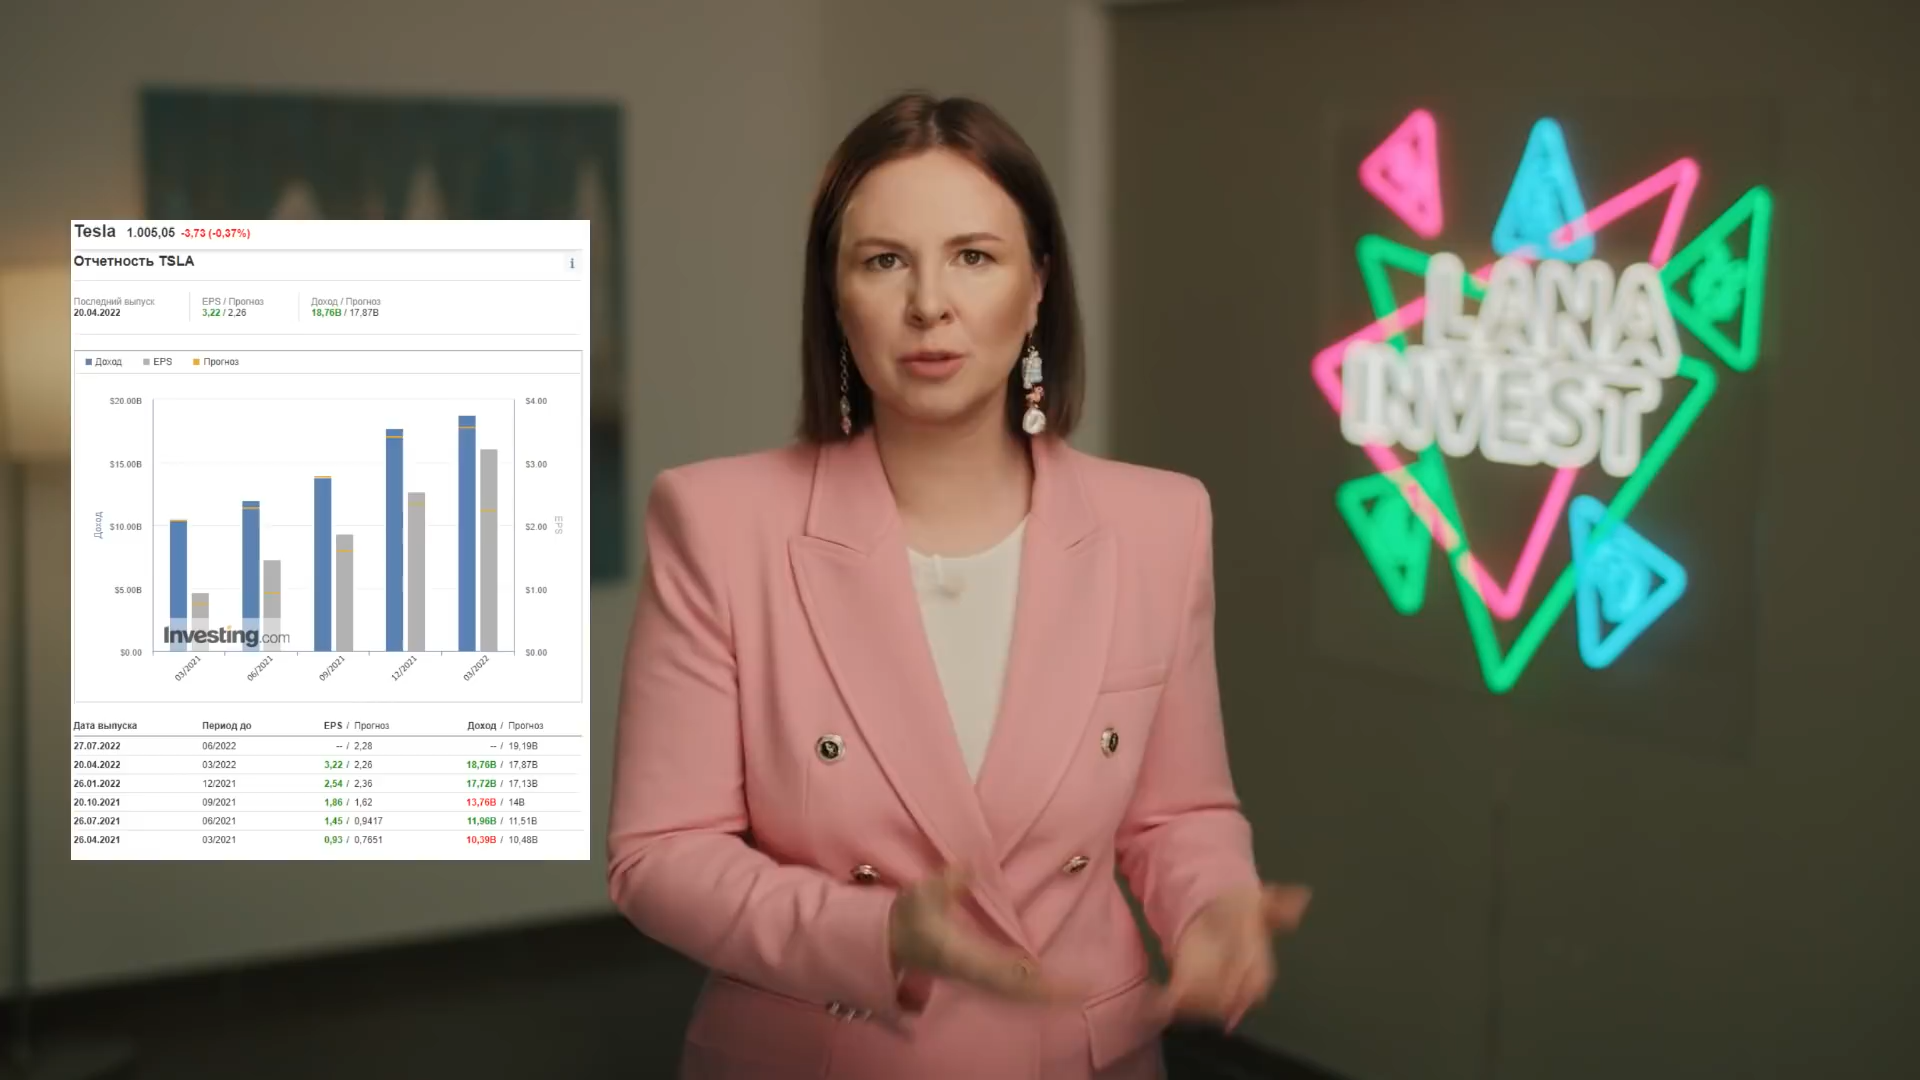 Tesla 1.005,05 -3,73 (-0,37%)
Отчетность TSLA
i
Последний выпуск EPS / Прогноз Доход / Прогноз
20.04.2022 3,22 / 2,26 18,76B / 17,87B
Доход EPS Прогноз
$20.00B $4.00
$15.00B $3.00
$10.00B $2.00
$5.00B $1.00
$0.00 $0.00
Доход
EPS
Investing.com
03/2021 06/2021 09/2021 12/2021 03/2022
Дата выпуска Период до EPS / Прогноз Доход / Прогноз
27.07.2022 06/2022 -- / 2,28 -- / 19,19B
20.04.2022 03/2022 3,22 / 2,26 18,76B / 17,87B
26.01.2022 12/2021 2,54 / 2,36 17,72B / 17,13B
20.10.2021 09/2021 1,86 / 1,62 13,76B / 14B
26.07.2021 06/2021 1,45 / 0,9417 11,96B / 11,51B
26.04.2021 03/2021 0,93 / 0,7651 10,39B / 10,48B
LAMA
INVEST